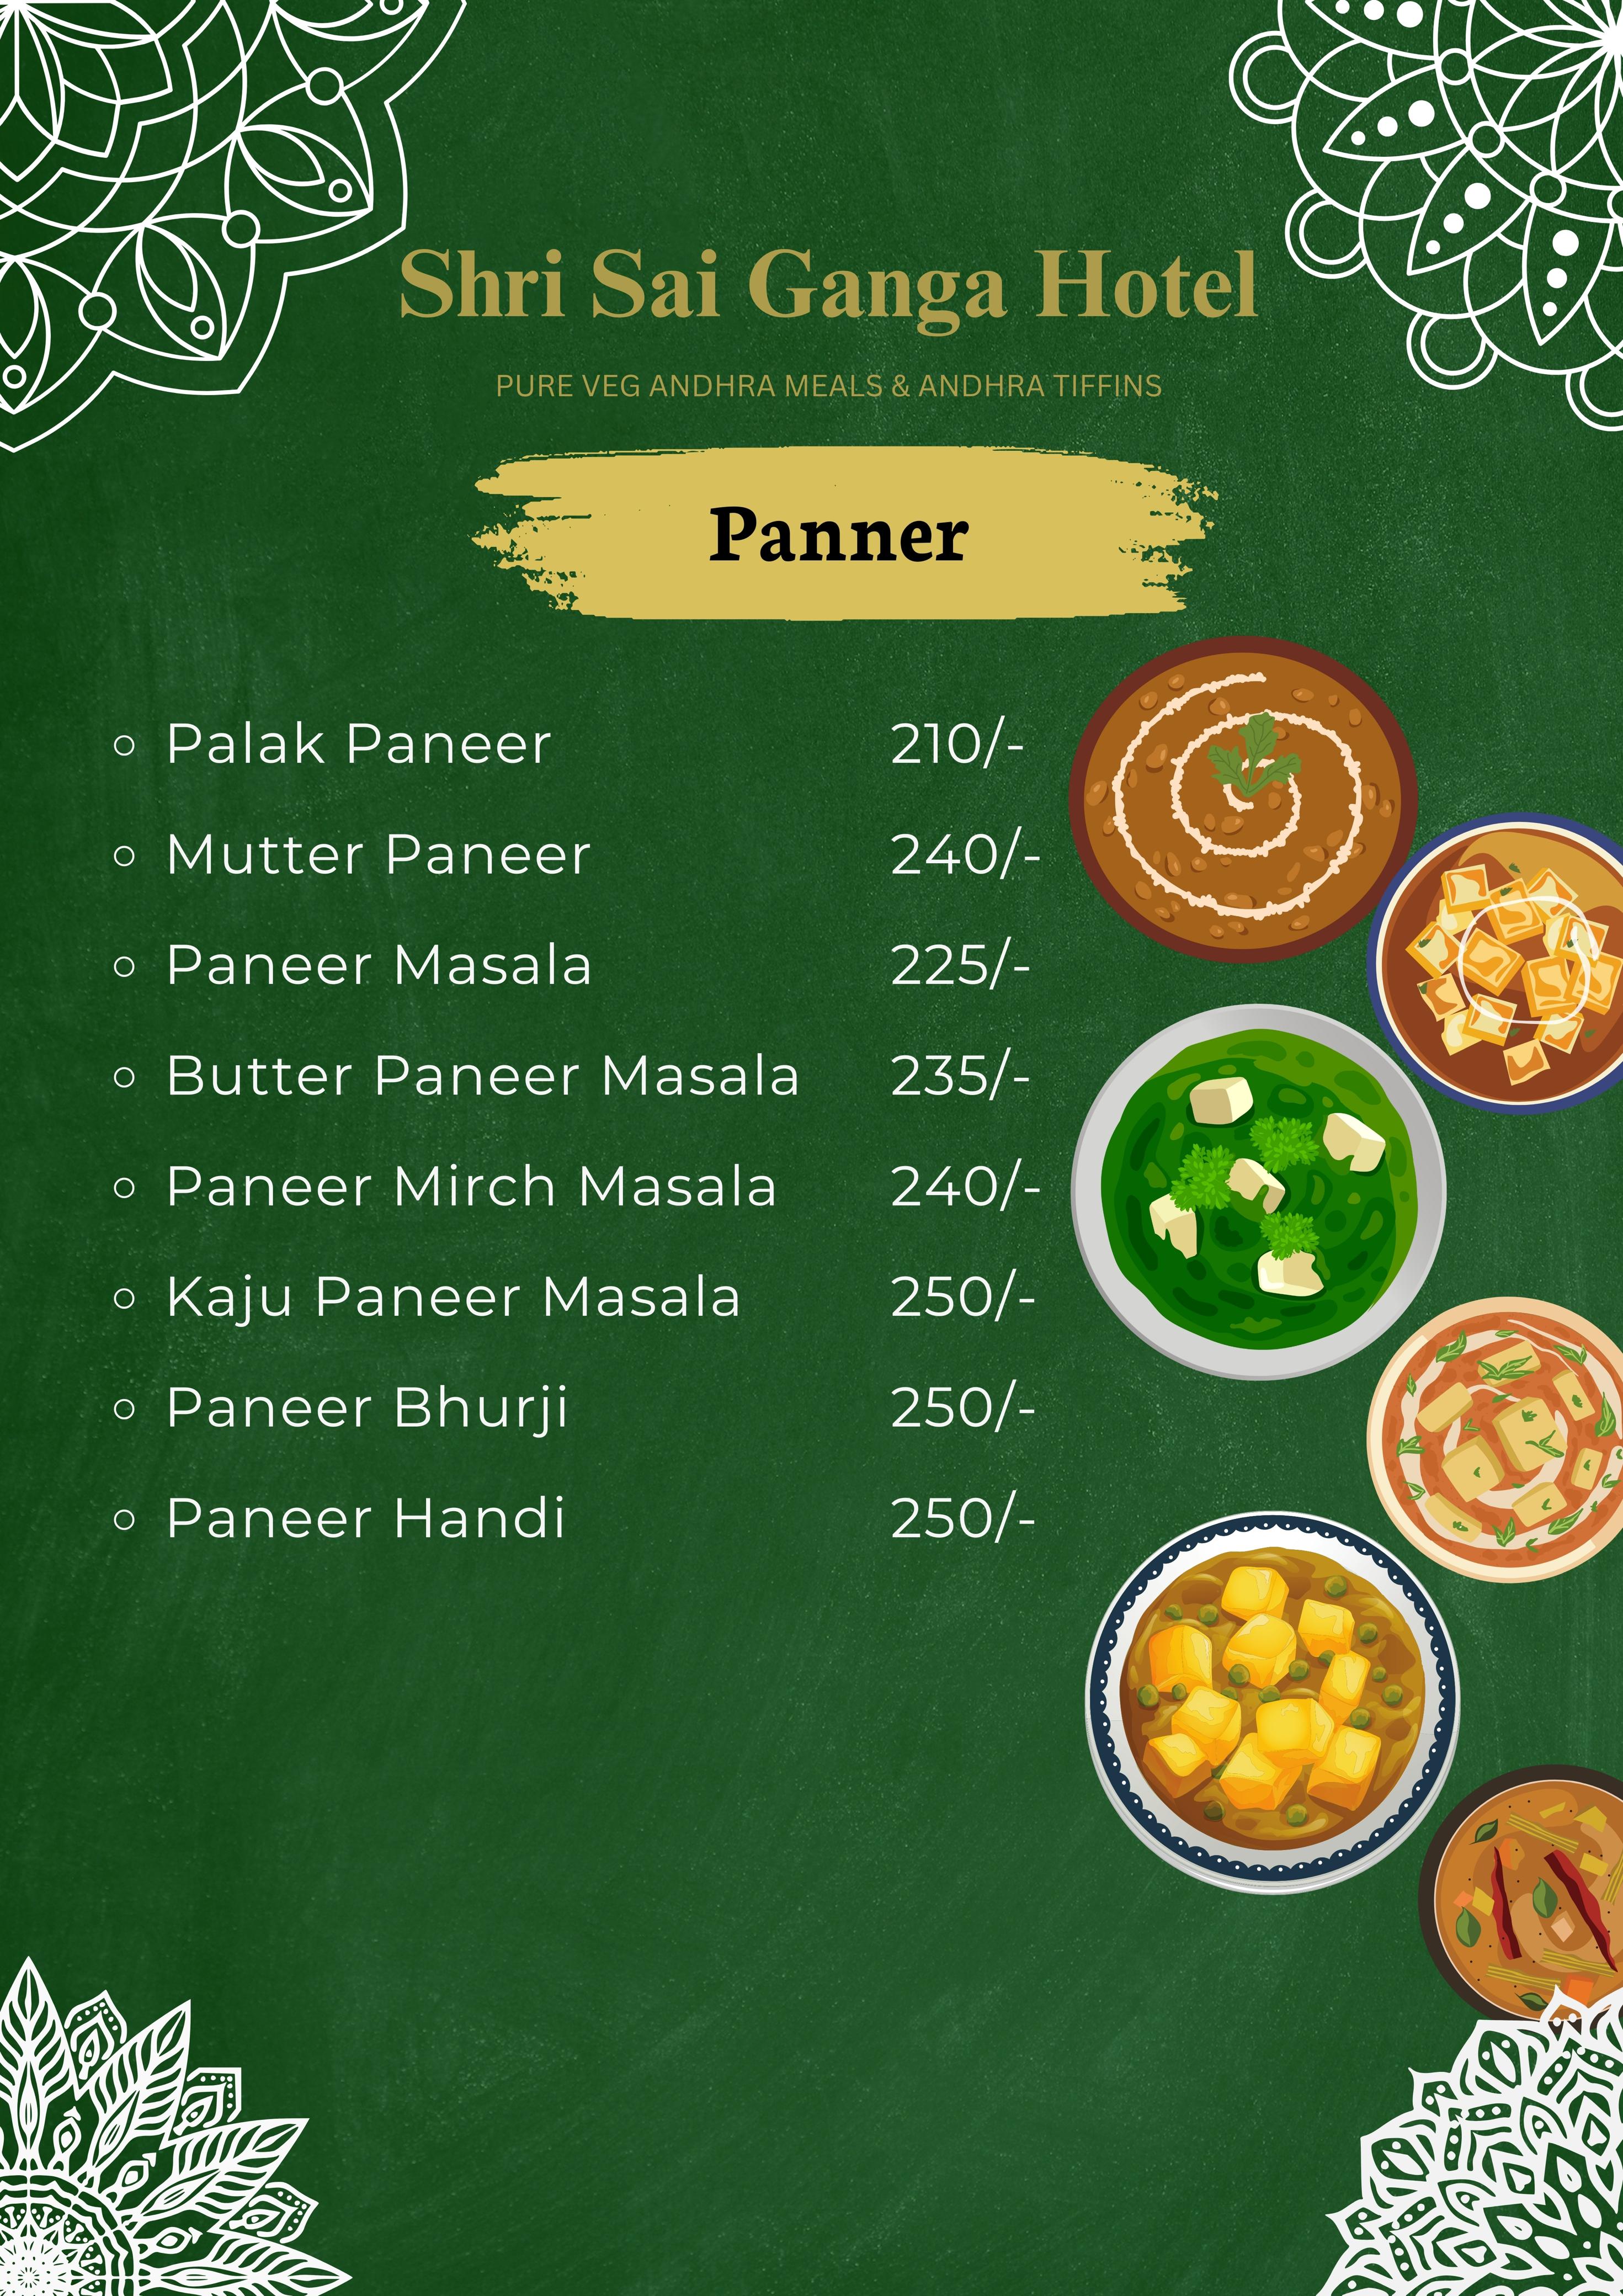 Shri Sai Ganga Hotel
PURE VEG ANDHRA MEALS & ANDHRA TIFFINS
Panner
Palak Paneer 210/-
Mutter Paneer 240/-
Paneer Masala 225/-
Butter Paneer Masala 235/-
Paneer Mirch Masala 240/-
Kaju Paneer Masala 250/-
Paneer Bhurji 250/-
Paneer Handi 250/-